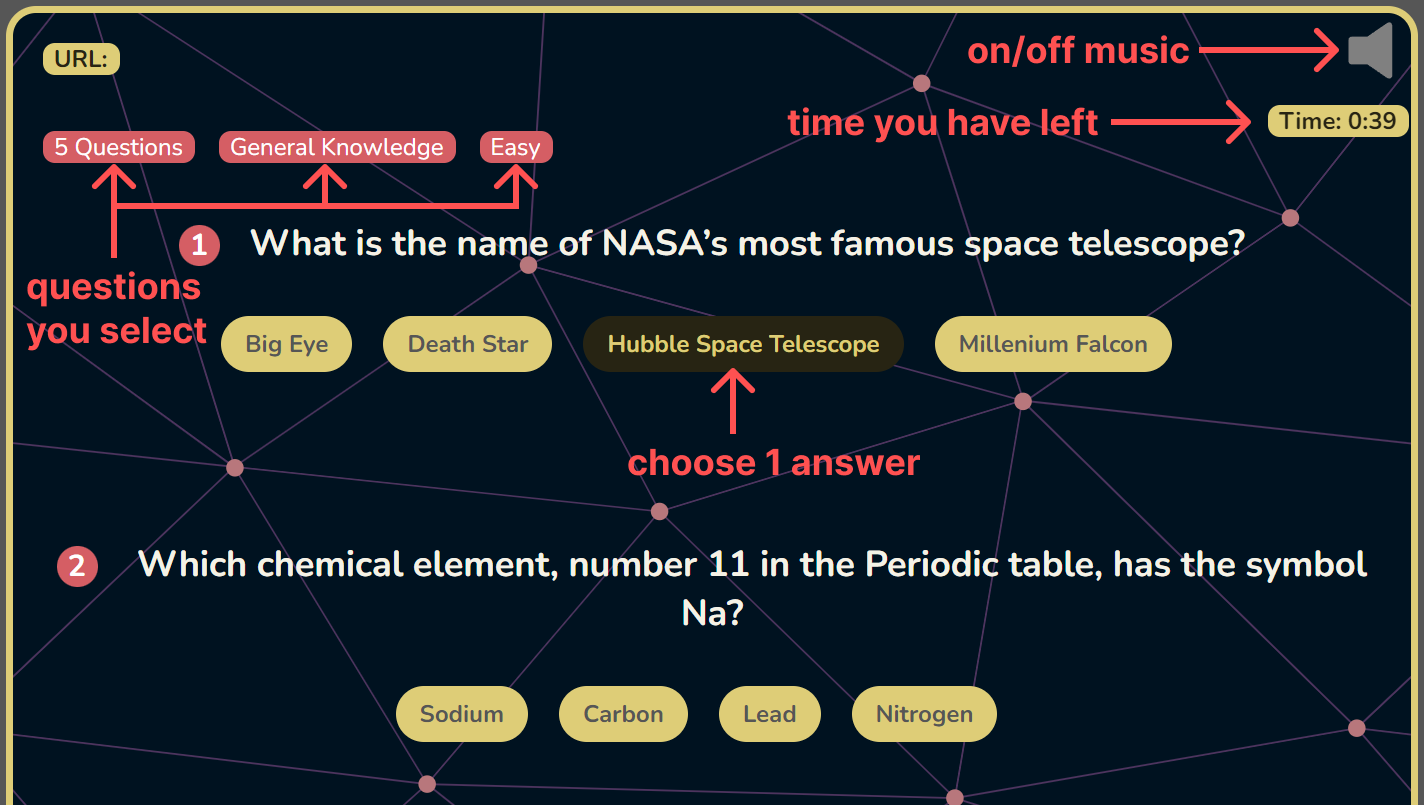 on/off music
URL:
time you have left
Time: 0:39
5 Questions
General Knowledge
Easy
1
What is the name of NASA’s most famous space telescope?
questions
you select
Big Eye
Death Star
Hubble Space Telescope
Millenium Falcon
choose 1 answer
2
Which chemical element, number 11 in the Periodic table, has the symbol
Na?
Sodium
Carbon
Lead
Nitrogen